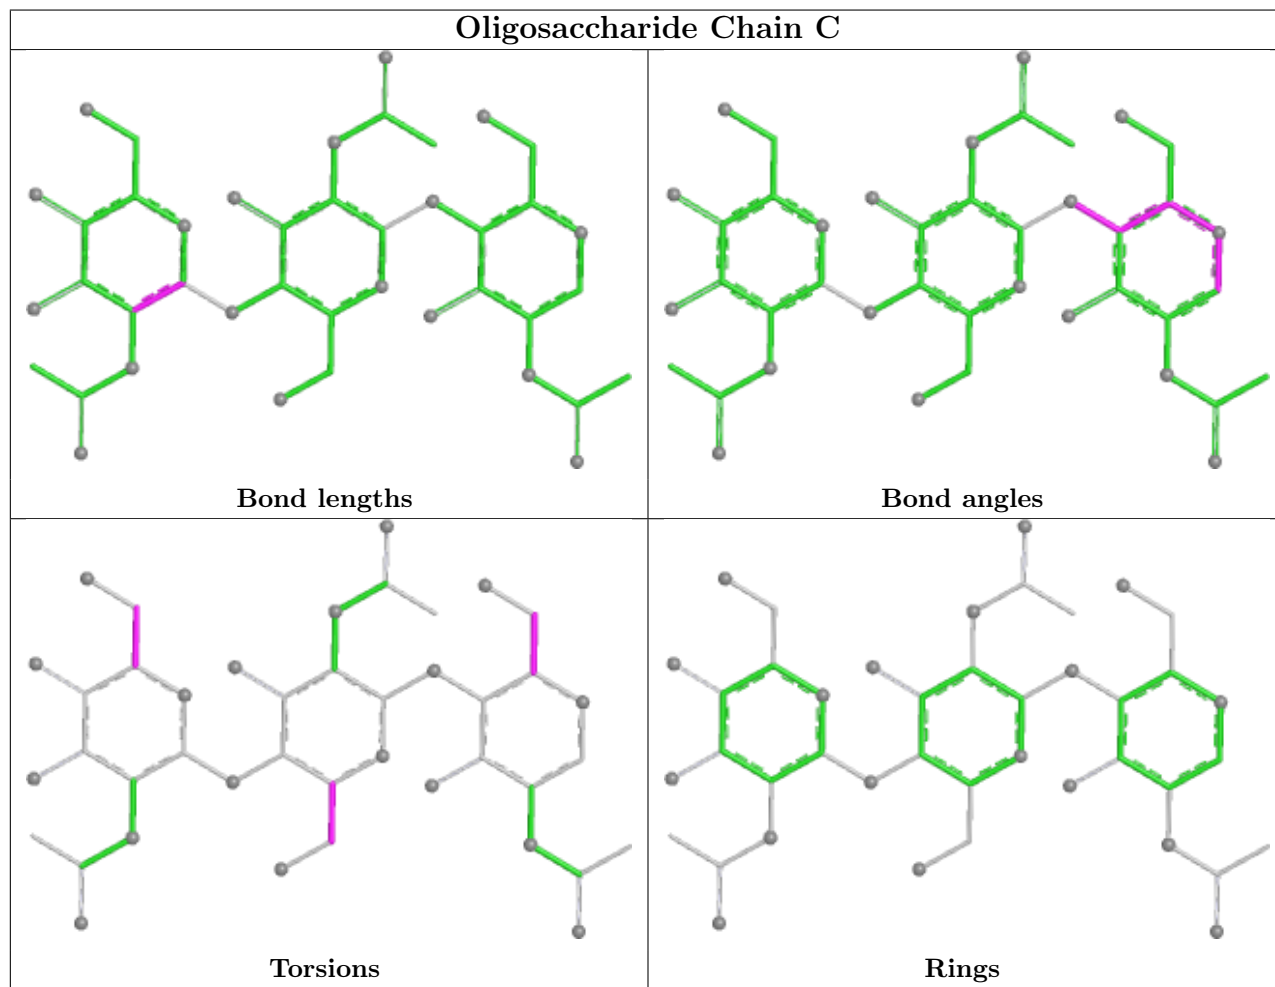 Oligosaccharide Chain C
Bond lengths
Bond angles
Torsions
Rings